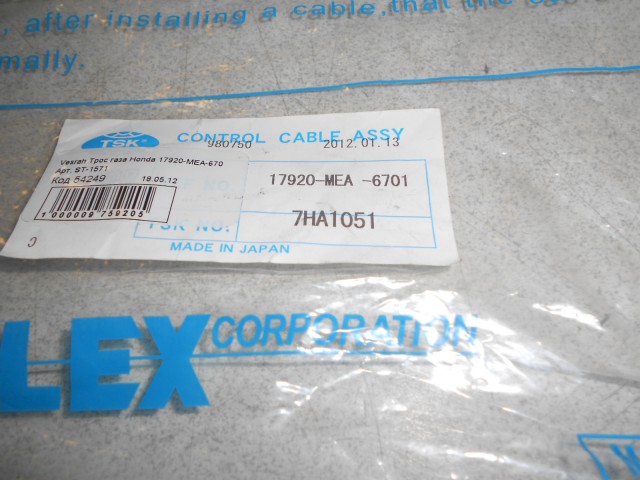 , after installing a cable, that the
mally.
TSK
CONTROL CABLE ASSY
980750 2012.01.13
Vesrah Трос газа Honda 17920-MEA-670
Арт. ST-1571
Код 54249 16.05.12
17920-MEA -6701
1 000009 759205
TSK NO. 7HA1051
MADE IN JAPAN
LEX CORPORATION